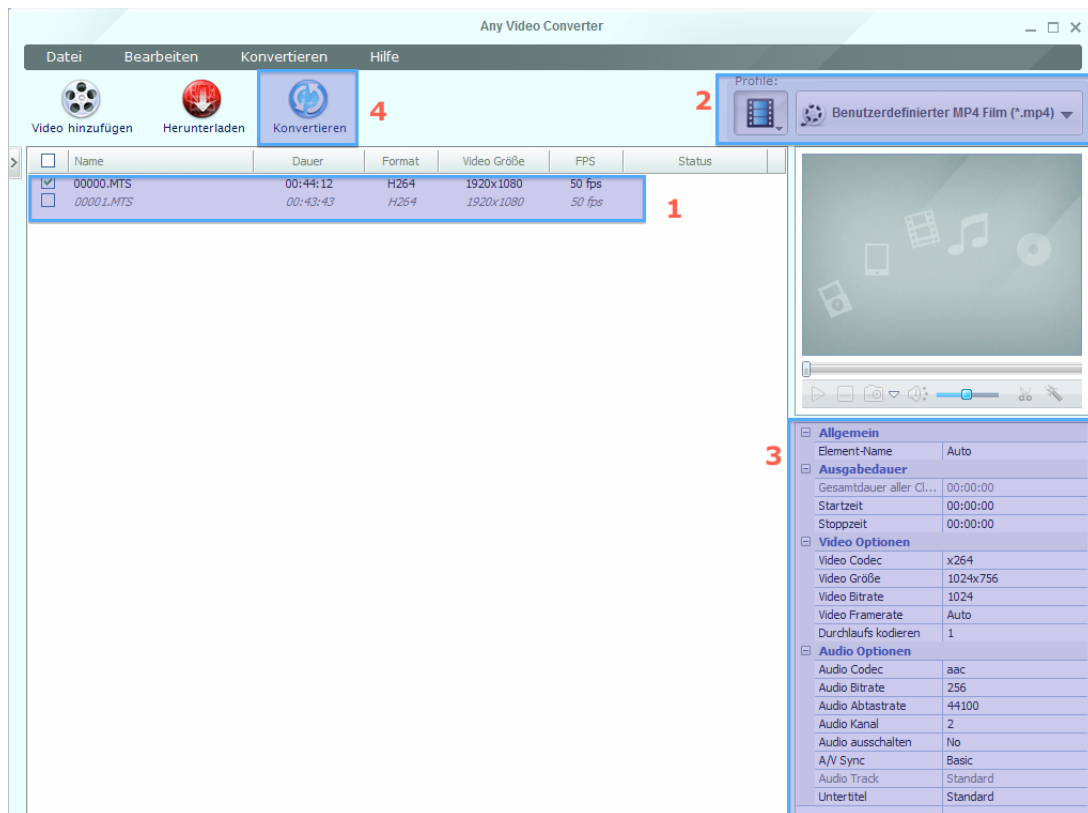 Any Video Converter
Datei Bearbeiten Konvertieren Hilfe
Profile:
2
4
Video hinzufügen Herunterladen Konvertieren
Benutzerdefinierter MP4 Film (*.mp4)
Name Dauer Format Video Größe FPS Status
00000.MTS 00:44:12 H264 1920x1080 50 fps
00001.MTS 00:43:43 H264 1920x1080 50 fps
1
3
Allgemein
Element-Name Auto
Ausgabedauer
Gesamtdauer aller Cl... 00:00:00
Startzeit 00:00:00
Stoppzeit 00:00:00
Video Optionen
Video Codec x264
Video Größe 1024x756
Video Bitrate 1024
Video Framerate Auto
Durchlaufs kodieren 1
Audio Optionen
Audio Codec aac
Audio Bitrate 256
Audio Abtastrate 44100
Audio Kanal 2
Audio ausschalten No
A/V Sync Basic
Audio Track Standard
Untertitel Standard